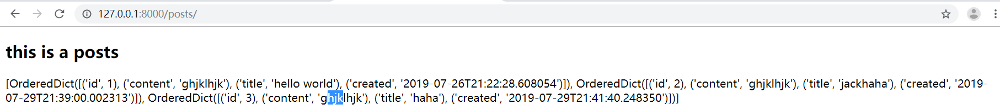 127.0.0.1:8000/posts/
this is a posts
[OrderedDict([('id', 1), ('content', 'ghjklhjk'), ('title', 'hello world'), ('created', '2019-07-26T21:22:28.608054')]), OrderedDict([('id', 2), ('content', 'ghjklhjk'), ('title', 'jackhaha'), ('created', '2019-
07-29T21:39:00.002313')]), OrderedDict([('id', 3), ('content', 'ghjklhjk'), ('title', 'haha'), ('created', '2019-07-29T21:41:40.248350')])]